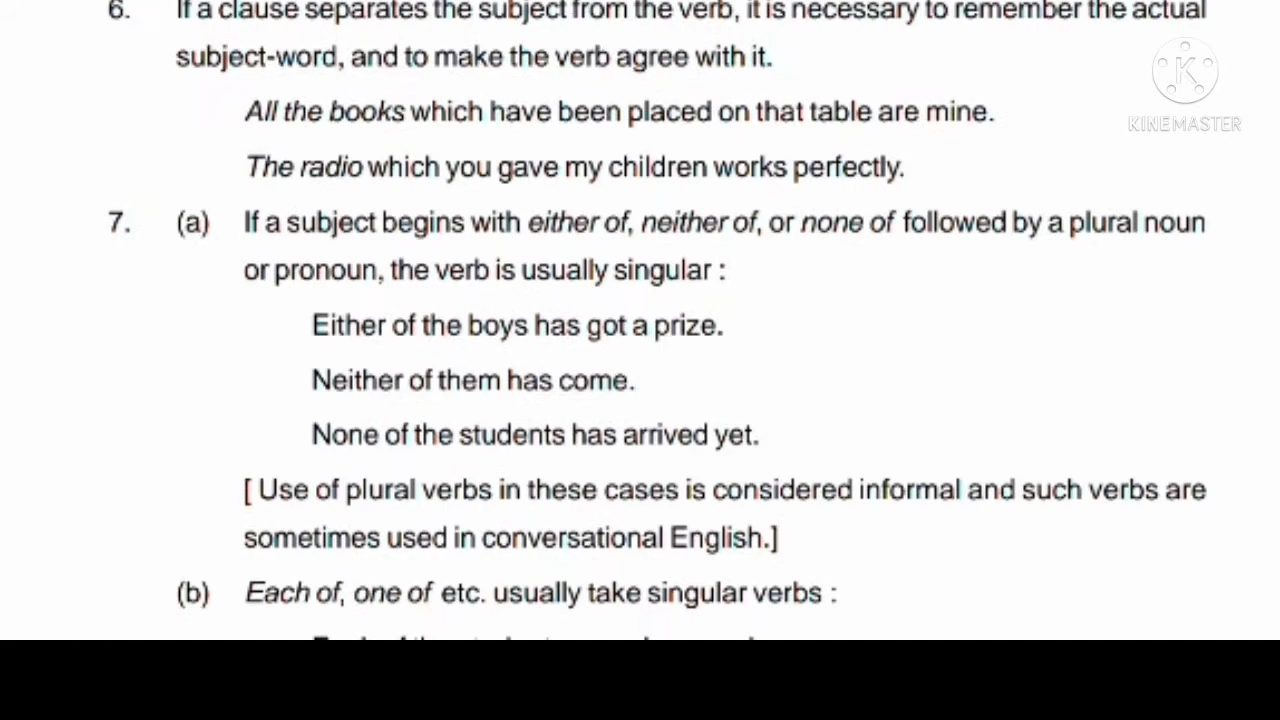 6. If a clause separates the subject from the verb, it is necessary to remember the actual
subject-word, and to make the verb agree with it.
All the books which have been placed on that table are mine.
The radio which you gave my children works perfectly.
7. (a) If a subject begins with either of, neither of, or none of followed by a plural noun
or pronoun, the verb is usually singular :
Either of the boys has got a prize.
Neither of them has come.
None of the students has arrived yet.
[ Use of plural verbs in these cases is considered informal and such verbs are
sometimes used in conversational English.]
(b) Each of, one of etc. usually take singular verbs :
K
KINEMASTER